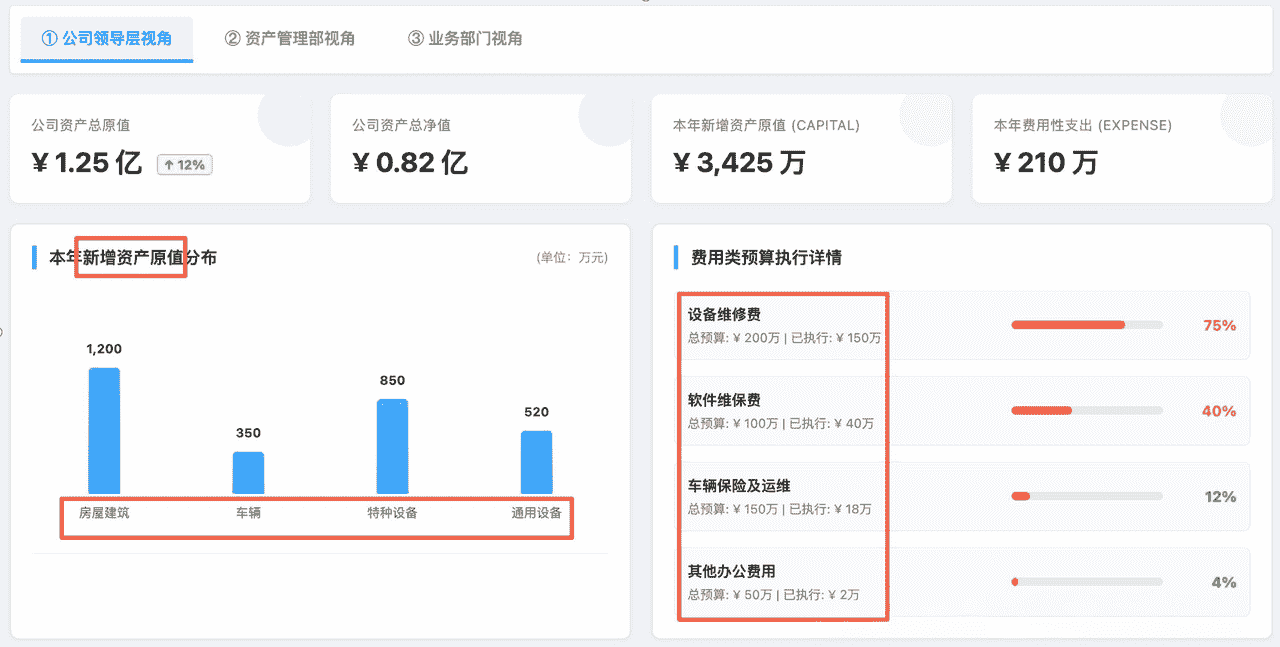 ① 公司领导层视角 ② 资产管理部视角 ③ 业务部门视角
公司资产总原值
¥ 1.25 亿 ↑ 12%
公司资产总净值
¥ 0.82 亿
本年新增资产原值 (CAPITAL)
¥ 3,425 万
本年费用性支出 (EXPENSE)
¥ 210 万
本年新增资产原值分布 (单位：万元)
1,200
350
850
520
房屋建筑 车辆 特种设备 通用设备
费用类预算执行详情
设备维修费
总预算: ¥ 200万 | 已执行: ¥ 150万
75%
软件维保费
总预算: ¥ 100万 | 已执行: ¥ 40万
40%
车辆保险及运维
总预算: ¥ 150万 | 已执行: ¥ 18万
12%
其他办公费用
总预算: ¥ 50万 | 已执行: ¥ 2万
4%